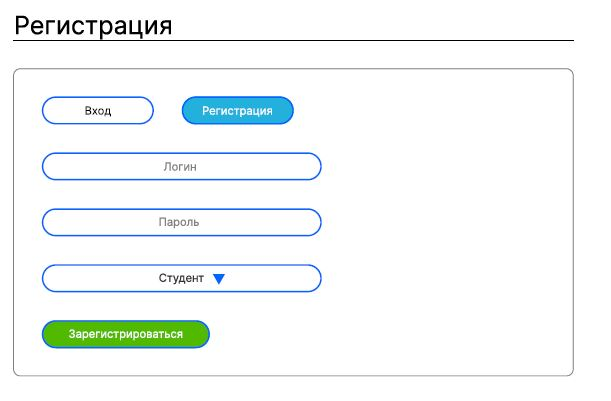 Регистрация
Вход Регистрация
Логин
Пароль
Студент
Зарегистрироваться